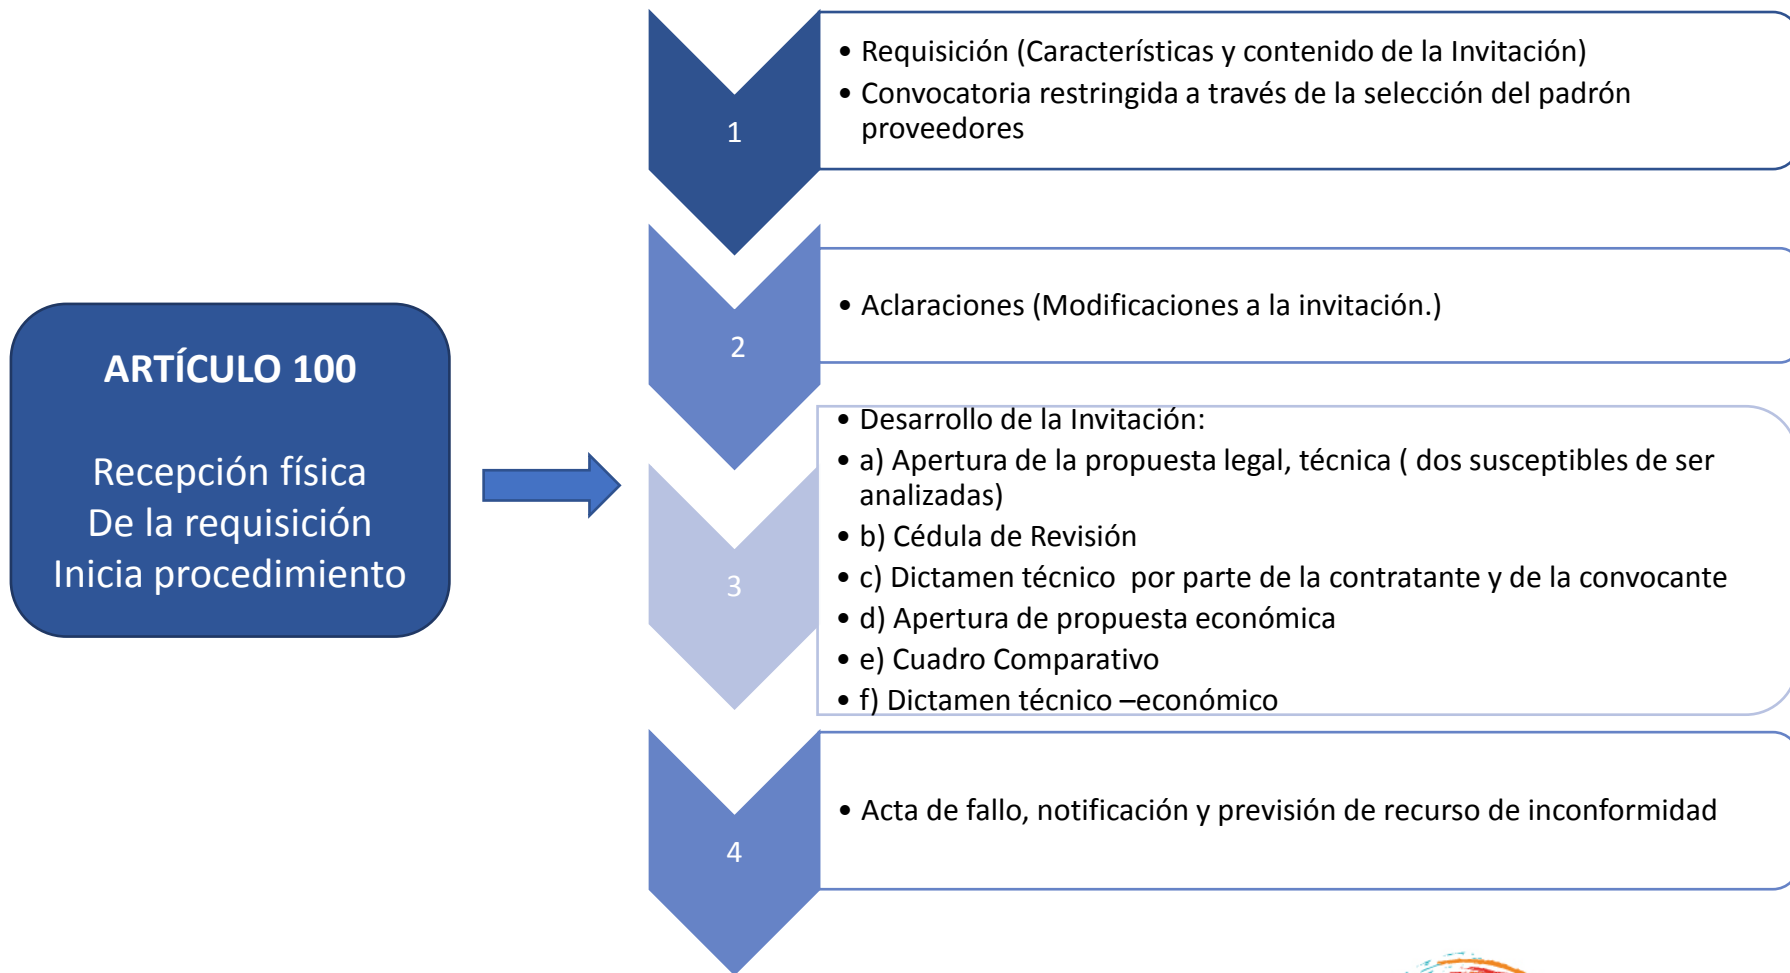 ARTÍCULO 100
Recepción física
De la requisición
Inicia procedimiento
1
• Requisición (Características y contenido de la Invitación)
• Convocatoria restringida a través de la selección del padrón
proveedores
2
• Aclaraciones (Modificaciones a la invitación.)
3
• Desarrollo de la Invitación:
• a) Apertura de la propuesta legal, técnica ( dos susceptibles de ser
analizadas)
• b) Cédula de Revisión
• c) Dictamen técnico  por parte de la contratante y de la convocante
• d) Apertura de propuesta económica
• e) Cuadro Comparativo
• f) Dictamen técnico –económico
4
• Acta de fallo, notificación y previsión de recurso de inconformidad